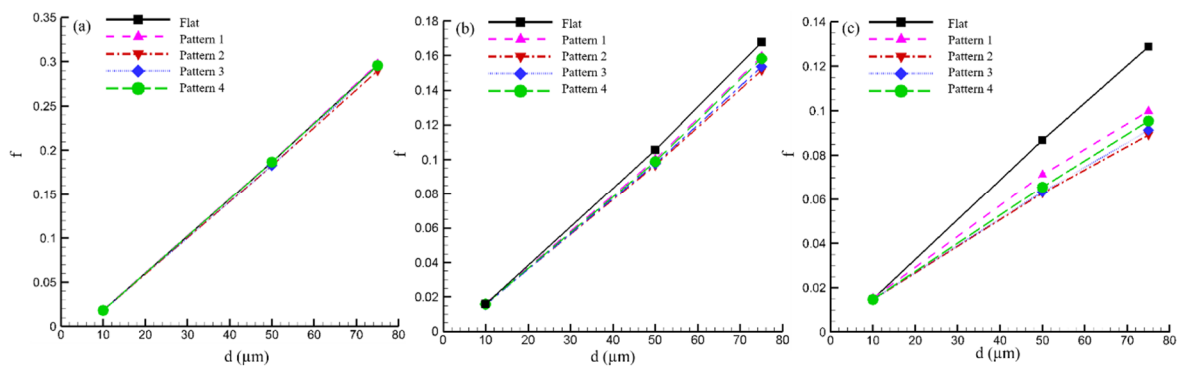 (a)
Flat
Pattern 1
Pattern 2
Pattern 3
Pattern 4
0.35
0.3
0.25
0.2
0.15
0.1
0.05
0
f
0 10 20 30 40 50 60 70 80
d (µm)
(b)
Flat
Pattern 1
Pattern 2
Pattern 3
Pattern 4
0.18
0.16
0.14
0.12
0.1
0.08
0.06
0.04
0.02
0
f
0 10 20 30 40 50 60 70 80
d (µm)
(c)
Flat
Pattern 1
Pattern 2
Pattern 3
Pattern 4
0.14
0.12
0.1
0.08
0.06
0.04
0.02
0
f
0 10 20 30 40 50 60 70 80
d (µm)